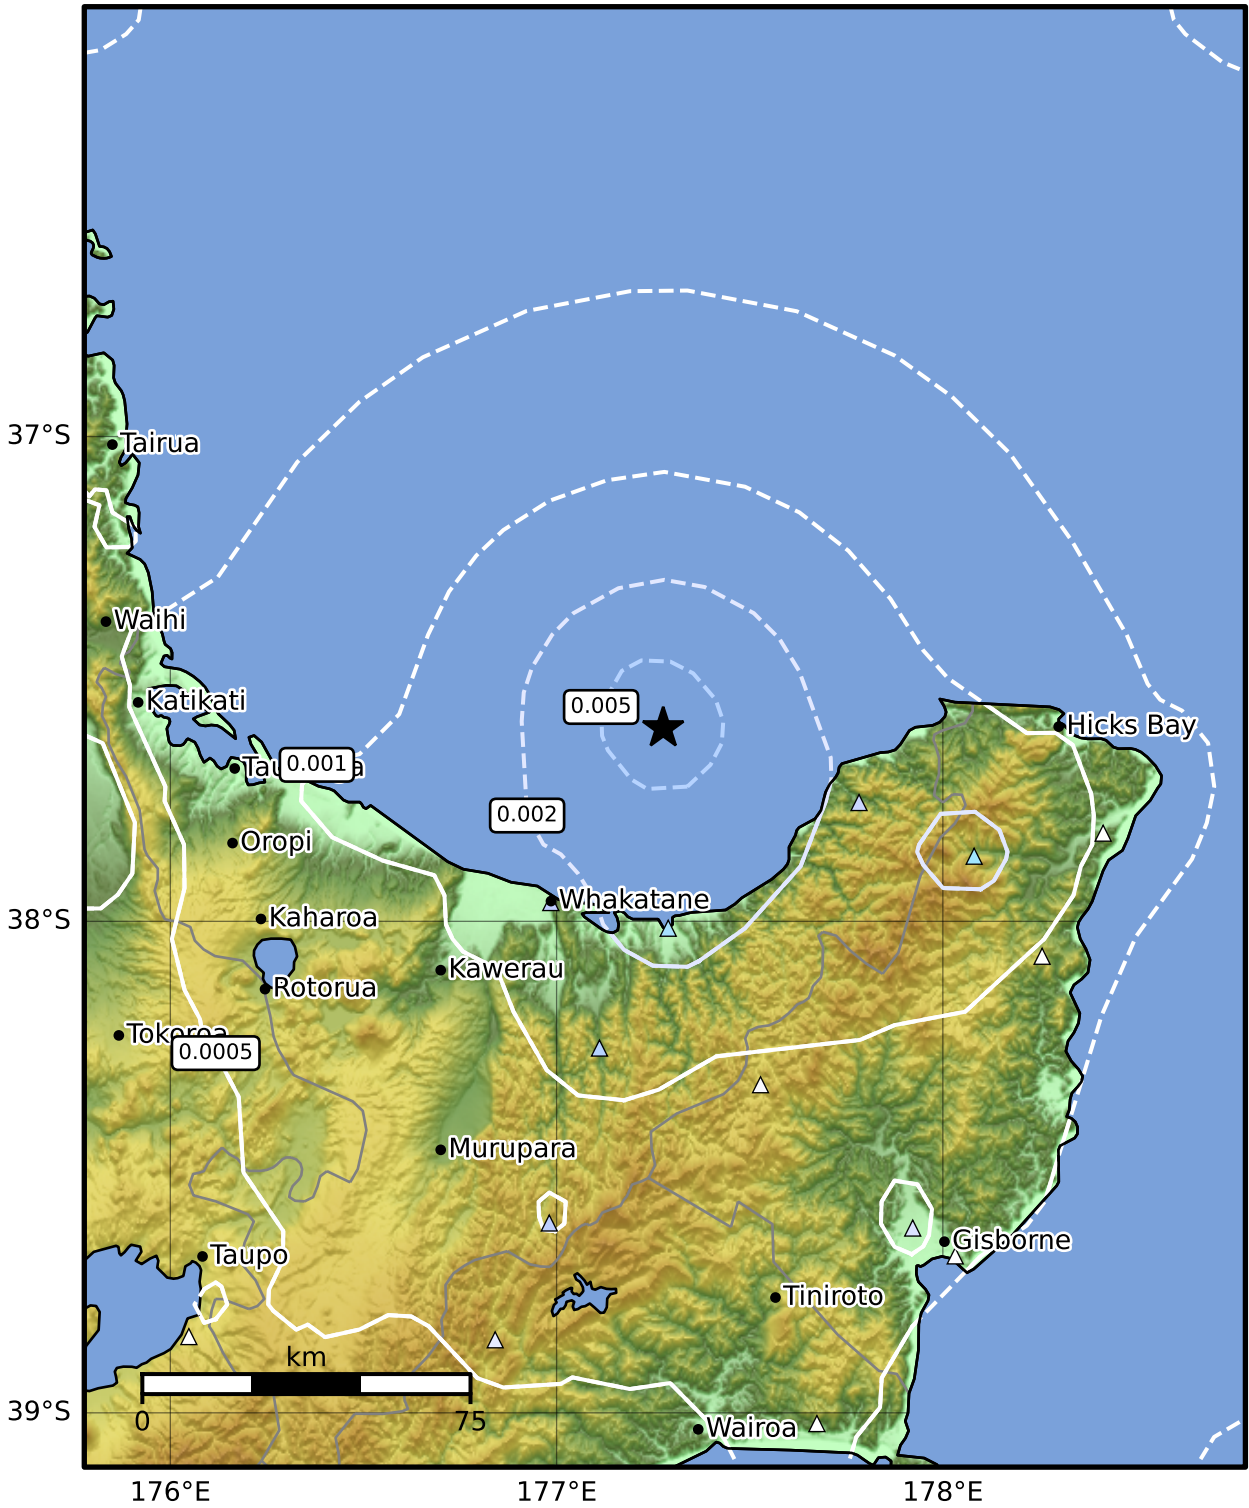 37°S
Tairua
Waihi
Katikati
0.005
Hicks Bay
0.001
0.002
Oropi
Whakatane
38°S
Kaharoa
Kawerau
Rotorua
0.0005
Murupara
Gisborne
Taupo
Tiniroto
km
0
75
39°S
Wairoa
176°E
177°E
178°E